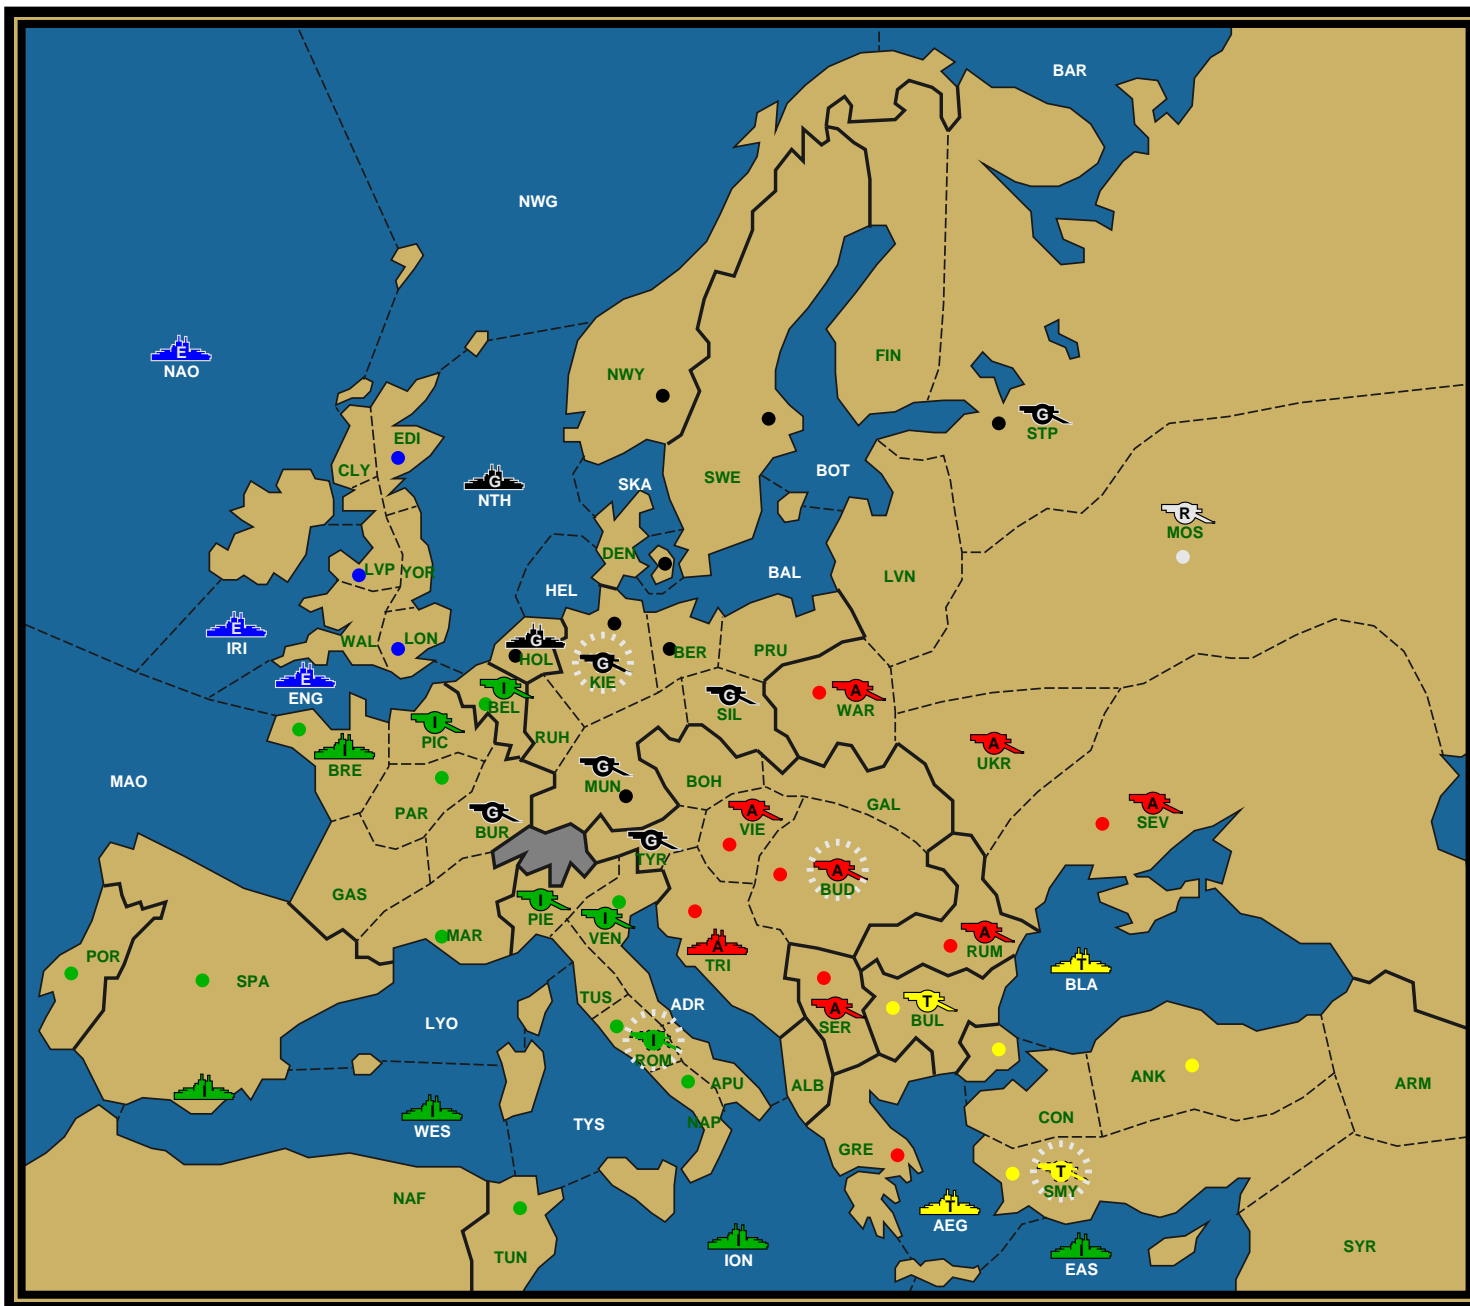 BAR
NWG
E
NAO
FIN
NWY
G
STP
EDI
CLY
SWE
BOT
SKA
G
NTH
R
MOS
DEN
LVP
YOR
BAL
LVN
HEL
E
IRI
WAL
LON
G
HOL
BER
PRU
G
KIE
E
ENG
I
BEL
G
SIL
A
WAR
I
PIC
RUH
A
UKR
I
BRE
G
MUN
BOH
MAO
PAR
G
BUR
A
VIE
GAL
A
SEV
G
TYR
A
BUD
GAS
I
PIE
I
VEN
MAR
A
TRI
A
RUM
POR
SPA
T
BLA
TUS
ADR
A
SER
T
BUL
LYO
I
ROM
APU
ALB
ANK
ARM
I
I
WES
TYS
NAP
CON
GRE
T
SMY
NAF
T
AEG
I
ION
TUN
I
EAS
SYR